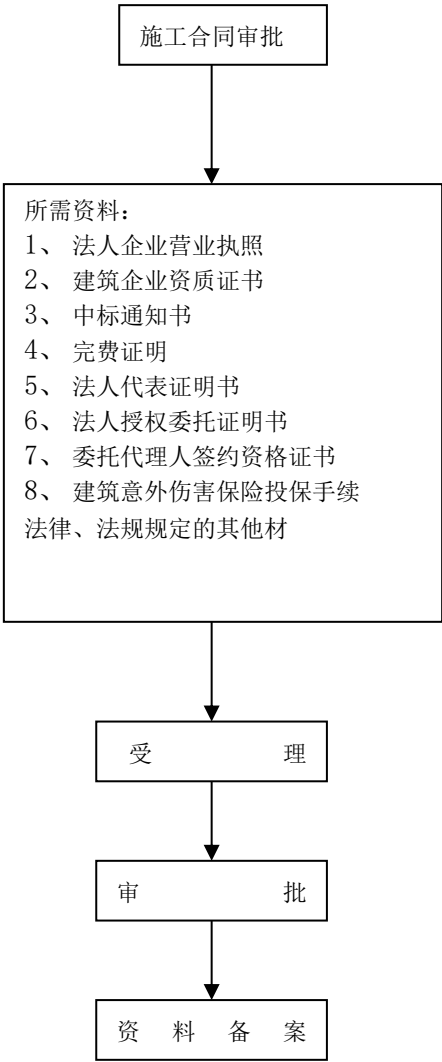 施工合同审批
所需资料：
1、 法人企业营业执照
2、 建筑企业资质证书
3、 中标通知书
4、 完费证明
5、 法人代表证明书
6、 法人授权委托证明书
7、 委托代理人签约资格证书
8、 建筑意外伤害保险投保手续
法律、法规规定的其他材
受 理
审 批
资 料 备 案